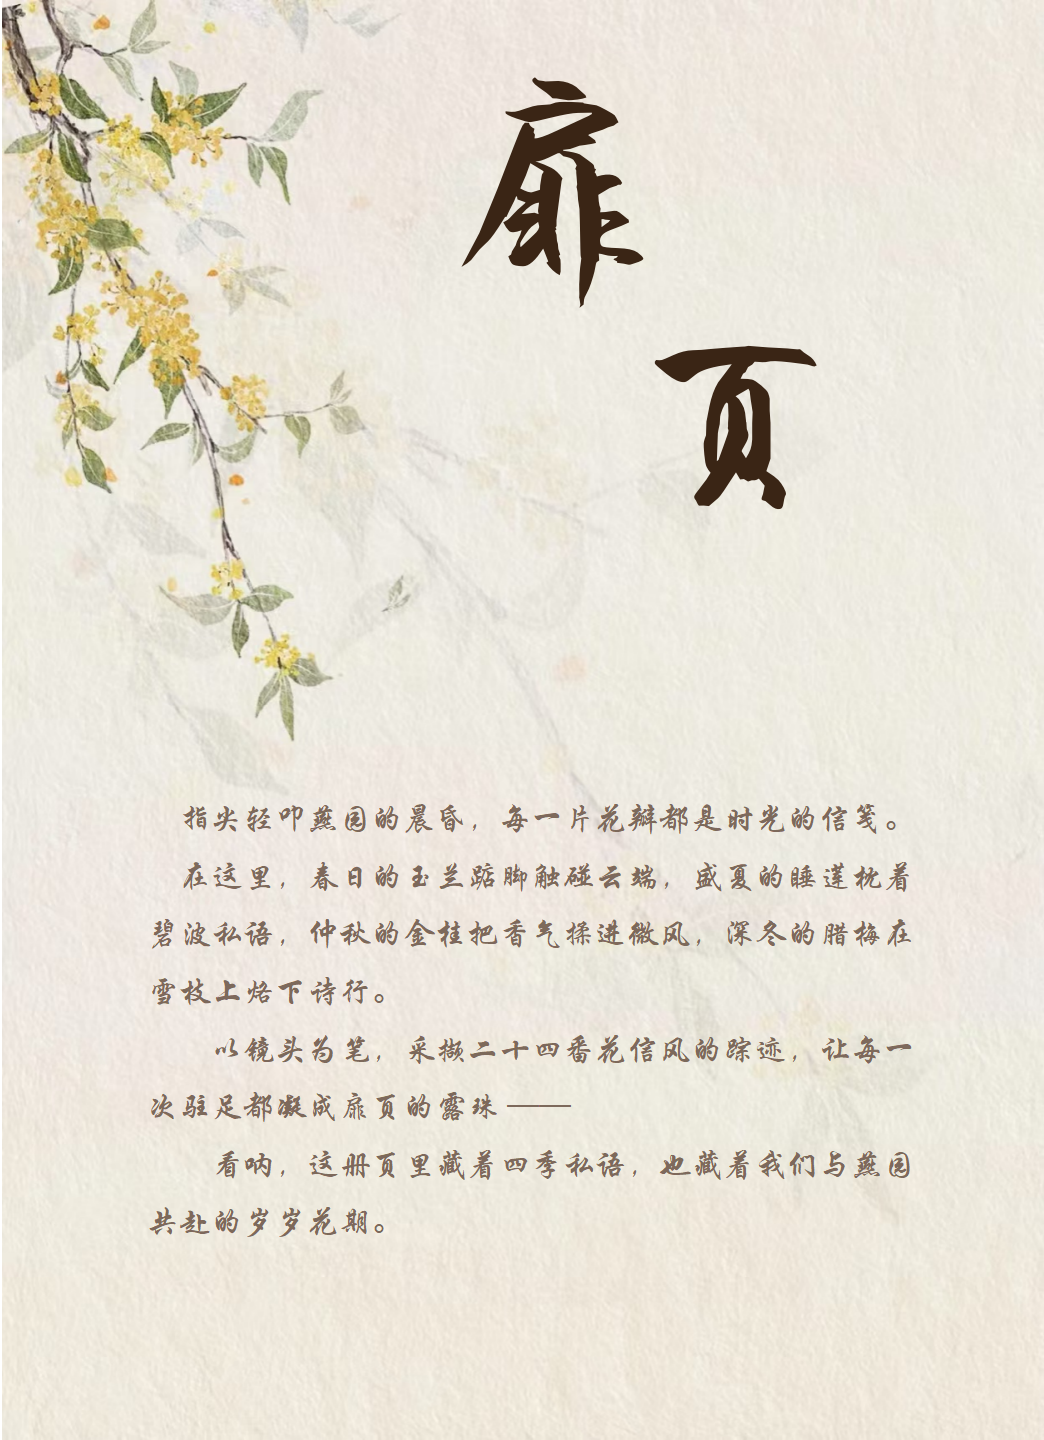 扉
页
指尖轻叩燕园的晨昏，每一片花瓣都是时光的信笺。
在这里，春日的玉兰踮脚触碰云端，盛夏的睡莲枕着
碧波私语，仲秋的金桂把香气揉进微风，深冬的腊梅在
雪枝上烙下诗行。
以镜头为笔，采撷二十四番花信风的踪迹，让每一
次驻足都凝成扉页的露珠——
看呐，这册页里藏着四季私语，也藏着我们与燕园
共赴的岁岁花期。